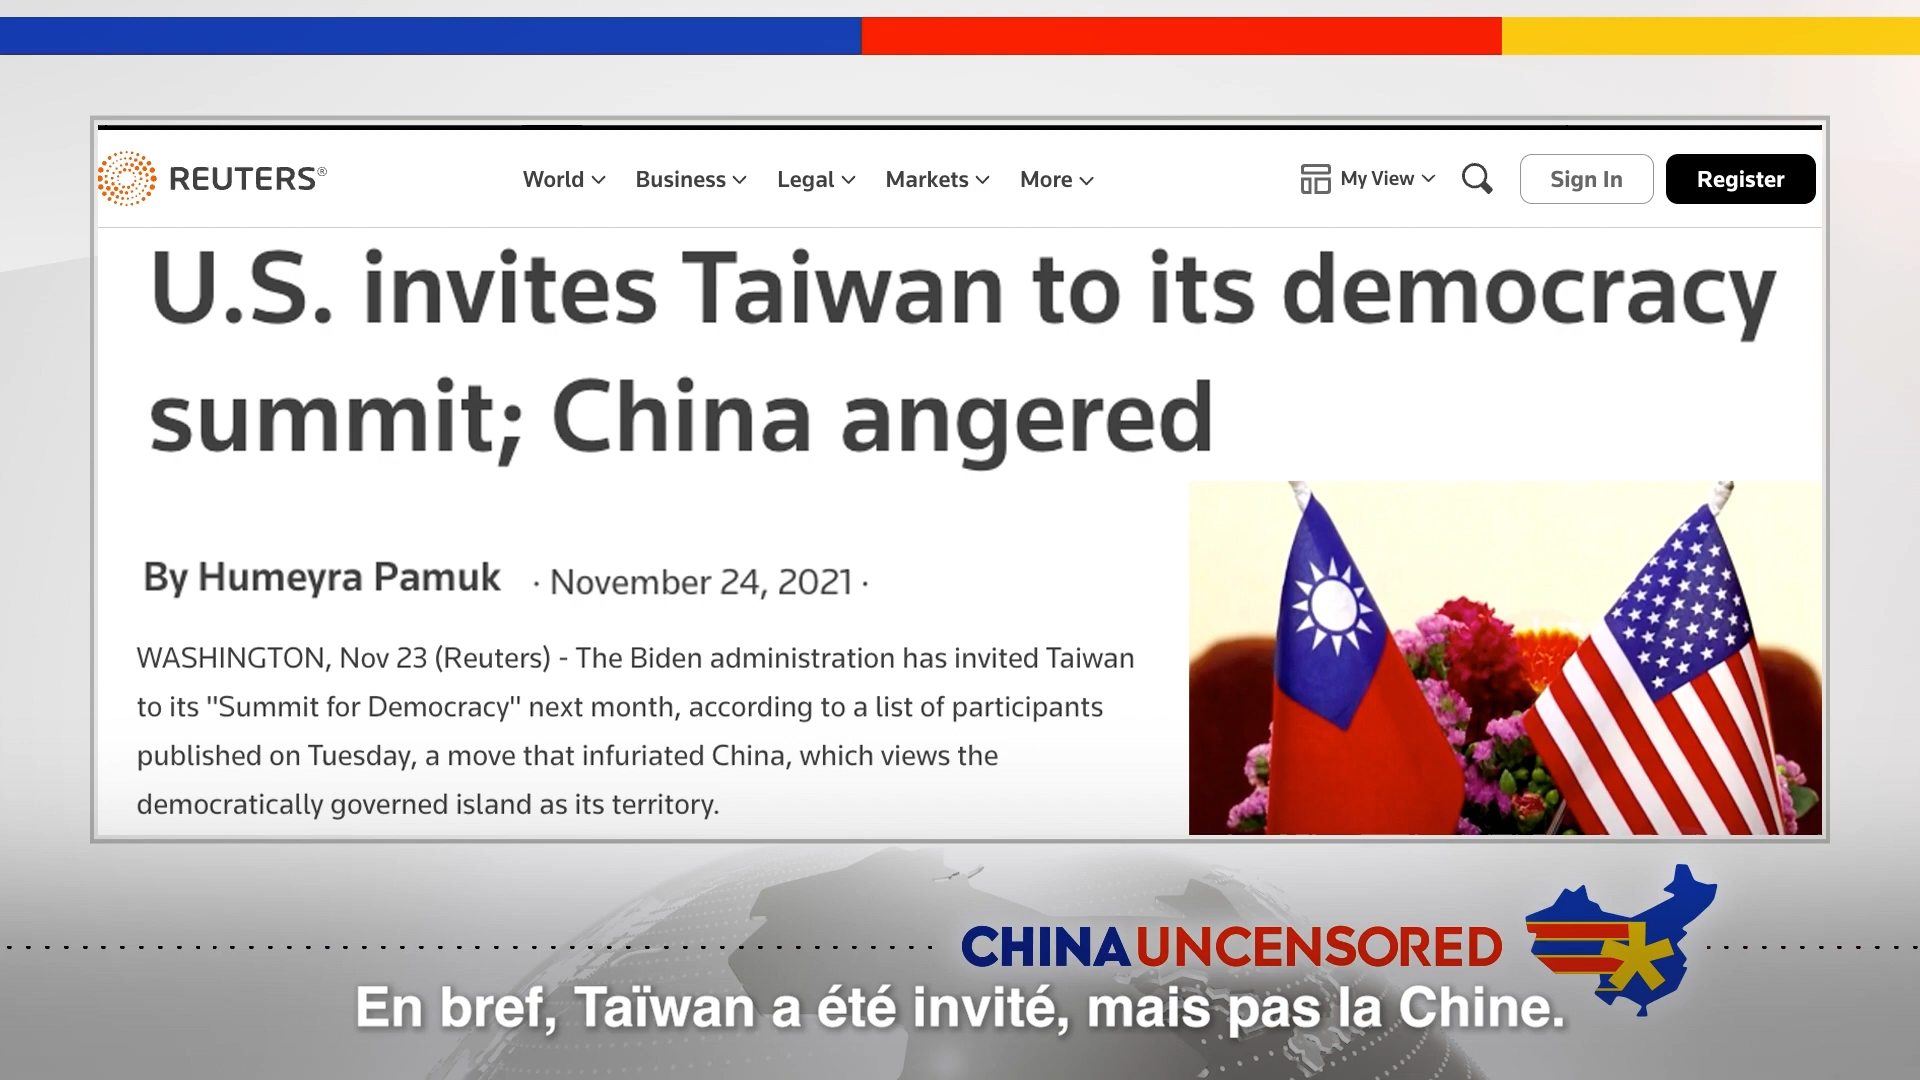 REUTERS®
World Business Legal Markets More My View Sign In Register
U.S. invites Taiwan to its democracy
summit; China angered
By Humeyra Pamuk · November 24, 2021 ·
WASHINGTON, Nov 23 (Reuters) - The Biden administration has invited Taiwan
to its "Summit for Democracy" next month, according to a list of participants
published on Tuesday, a move that infuriated China, which views the
democratically governed island as its territory.
CHINA UNCENSORED
En bref, Taïwan a été invité, mais pas la Chine.